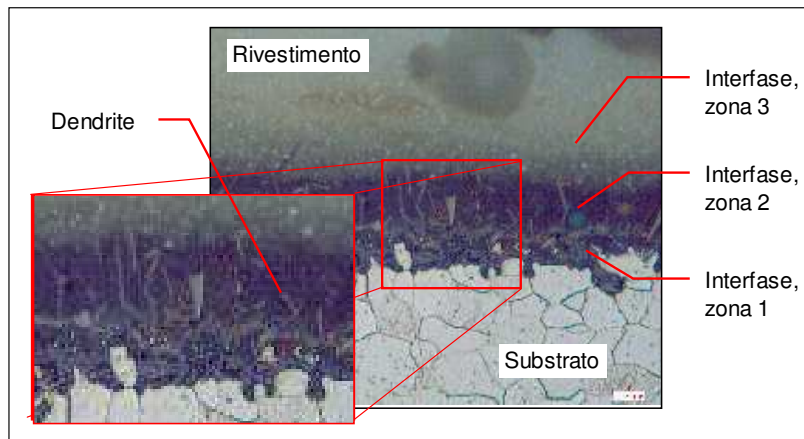 Rivestimento
Interfase,
zona 3
Dendrite
Interfase,
zona 2
Interfase,
zona 1
Substrato